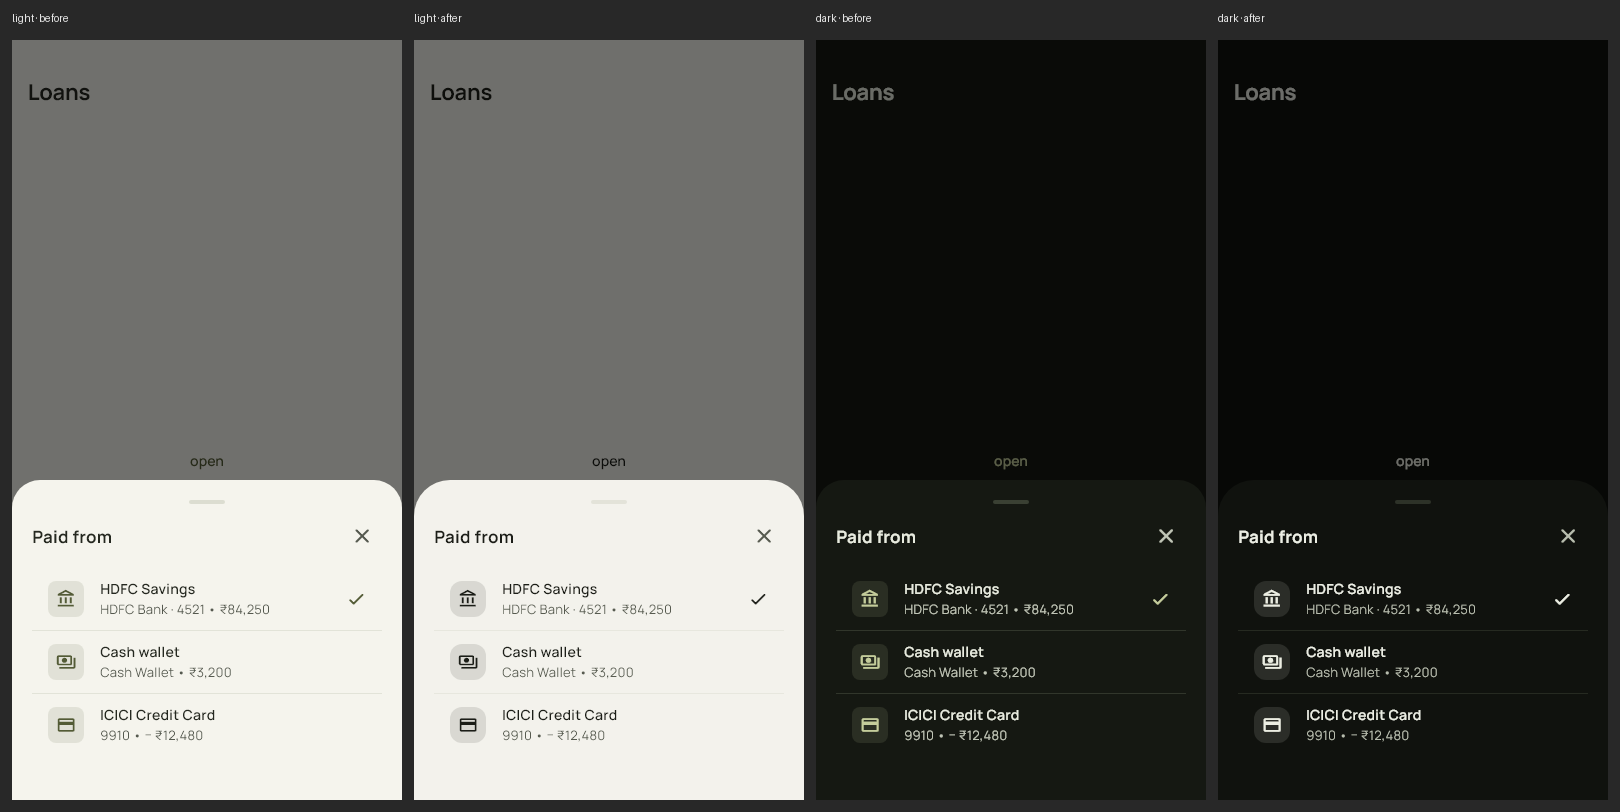 light·before
Loans
open
Paid from
HDFC Savings
HDFC Bank · 4521 • ₹84,250
Cash wallet
Cash Wallet • ₹3,200
ICICI Credit Card
9910 • − ₹12,480
light·after
Loans
open
Paid from
HDFC Savings
HDFC Bank · 4521 • ₹84,250
Cash wallet
Cash Wallet • ₹3,200
ICICI Credit Card
9910 • − ₹12,480
dark·before
Loans
open
Paid from
HDFC Savings
HDFC Bank · 4521 • ₹84,250
Cash wallet
Cash Wallet • ₹3,200
ICICI Credit Card
9910 • − ₹12,480
dark·after
Loans
open
Paid from
HDFC Savings
HDFC Bank · 4521 • ₹84,250
Cash wallet
Cash Wallet • ₹3,200
ICICI Credit Card
9910 • − ₹12,480